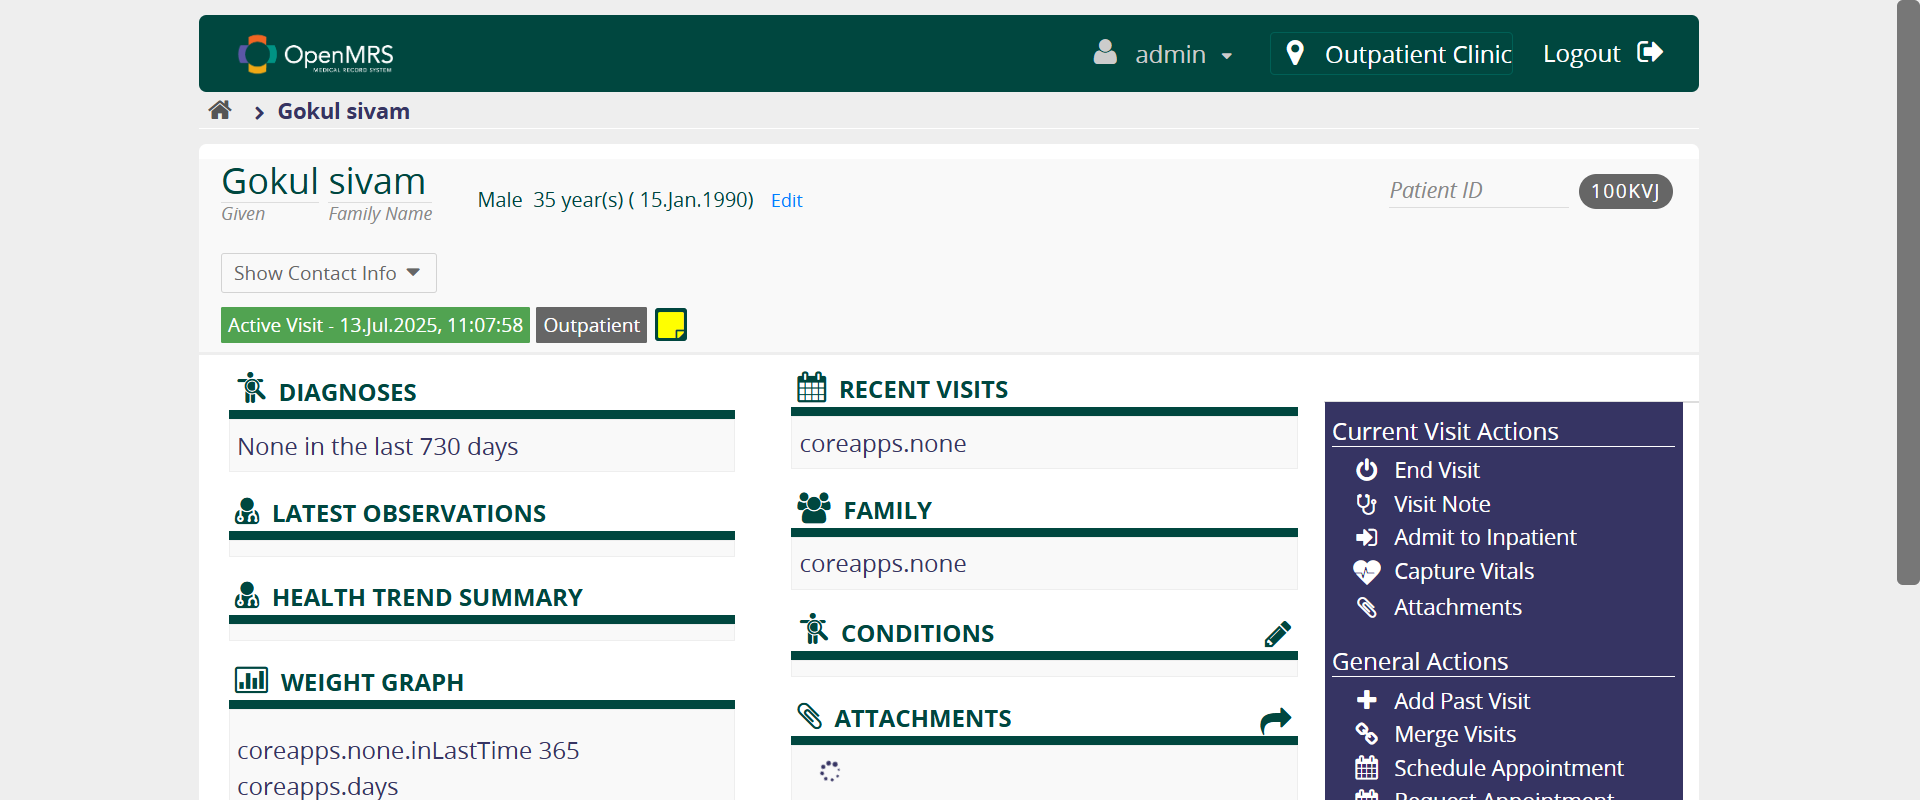 OpenMRS
MEDICAL RECORD SYSTEM
admin
Outpatient Clinic
Logout
Gokul sivam
Gokul sivam
Given
Family Name
Male 35 year(s) ( 15.Jan.1990)
Edit
Patient ID
100KVJ
Show Contact Info
Active Visit - 13.Jul.2025, 11:07:58
Outpatient
DIAGNOSES
None in the last 730 days
LATEST OBSERVATIONS
HEALTH TREND SUMMARY
WEIGHT GRAPH
coreapps.none.inLastTime 365
coreapps.days
RECENT VISITS
coreapps.none
FAMILY
coreapps.none
CONDITIONS
ATTACHMENTS
Current Visit Actions
End Visit
Visit Note
Admit to Inpatient
Capture Vitals
Attachments
General Actions
Add Past Visit
Merge Visits
Schedule Appointment
Request Appointment